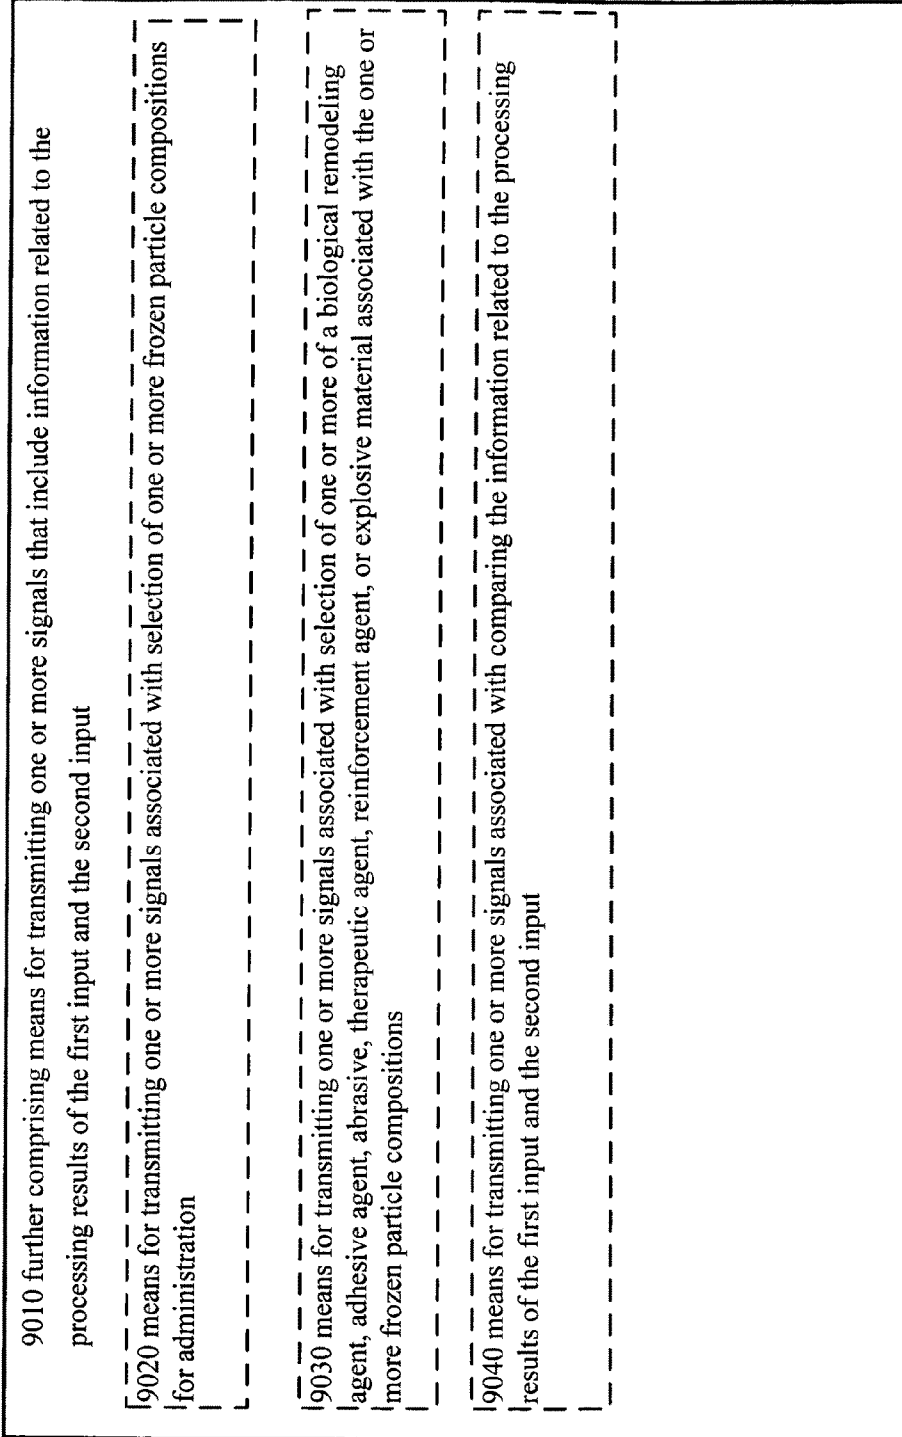 9010 further comprising means for transmitting one or more signals that include information related to the
processing results of the first input and the second input
9020 means for transmitting one or more signals associated with selection of one or more frozen particle compositions
for administration
9030 means for transmitting one or more signals associated with selection of one or more of a biological remodeling
agent, adhesive agent, abrasive, therapeutic agent, reinforcement agent, or explosive material associated with the one or
more frozen particle compositions
9040 means for transmitting one or more signals associated with comparing the information related to the processing
results of the first input and the second input